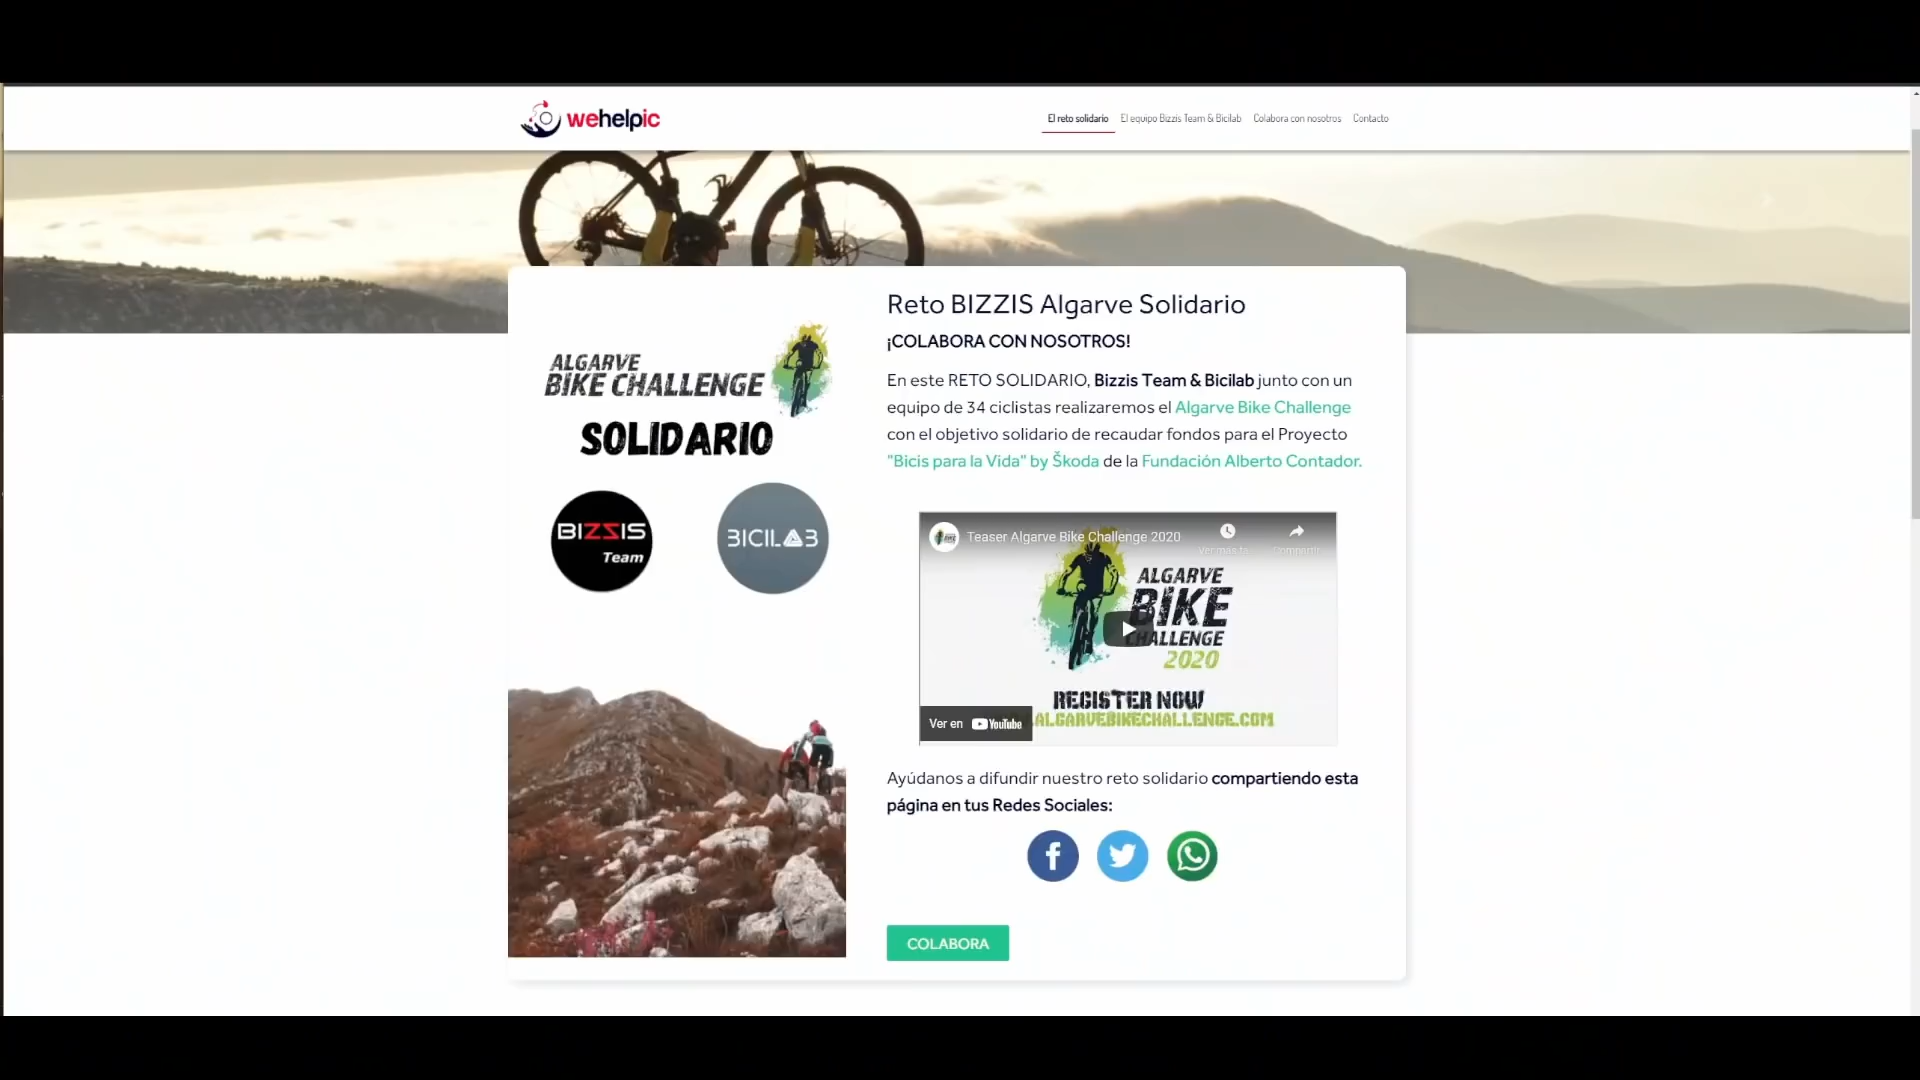 wehelpic
El reto solidario
El equipo Bizzis Team & Bicilab
Colabora con nosotros
Contacto
ALGARVE
BIKE CHALLENGE
SOLIDARIO
BIZZIS
Team
BICILAB
Reto BIZZIS Algarve Solidario
¡COLABORA CON NOSOTROS!
En este RETO SOLIDARIO, Bizzis Team & Bicilab junto con un
equipo de 34 ciclistas realizaremos el Algarve Bike Challenge
con el objetivo solidario de recaudar fondos para el Proyecto
"Bicis para la Vida" by Škoda de la Fundación Alberto Contador.
Teaser Algarve Bike Challenge 2020
Ver más ta
Compartir
ALGARVE
BIKE
CHALLENGE
2020
REGISTER NOW
ALGARVEBIKECHALLENGE.COM
Ver en YouTube
Ayúdanos a difundir nuestro reto solidario compartiendo esta
página en tus Redes Sociales:
COLABORA